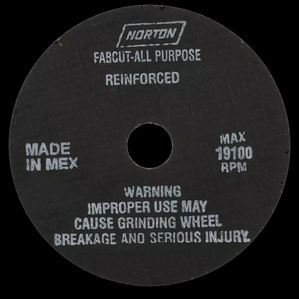 NORTON
FABCUT-ALL PURPOSE
REINFORCED
MADE
IN MEX
MAX
19100
RPM
WARNING
IMPROPER USE MAY
CAUSE GRINDING WHEEL
BREAKAGE AND SERIOUS INJURY.